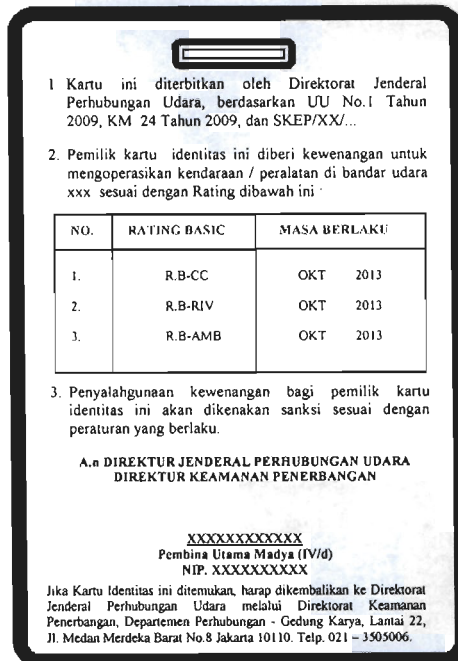 1 Kartu ini diterbitkan oleh Direktorat Jenderal
Perhubungan Udara, berdasarkan UU No.1 Tahun
2009, KM 24 Tahun 2009, dan SKEP/XX/...
2. Pemilik kartu identitas ini diberi kewenangan untuk
mengoperasikan kendaraan / peralatan di bandar udara
xxx sesuai dengan Rating dibawah ini
NO. RATING BASIC MASA BERLAKU
1. R.B-CC OKT 2013
2. R.B-RIV OKT 2013
3. R.B-AMB OKT 2013
3. Penyalahgunaan kewenangan bagi pemilik kartu
identitas ini akan dikenakan sanksi sesuai dengan
peraturan yang berlaku.
A.n DIREKTUR JENDERAL PERHUBUNGAN UDARA
DIREKTUR KEAMANAN PENERBANGAN
XXXXXXXXXXXX
Pembina Utama Madya (IV/d)
NIP. XXXXXXXXXX
Jika Kartu Identitas ini ditemukan, harap dikembalikan ke Direktorat
Jenderal Perhubungan Udara melalui Direktorat Keamanan
Penerbangan, Departemen Perhubungan - Gedung Karya, Lantai 22,
Jl. Medan Merdeka Barat No.8 Jakarta 10110. Telp. 021 – 3505006.